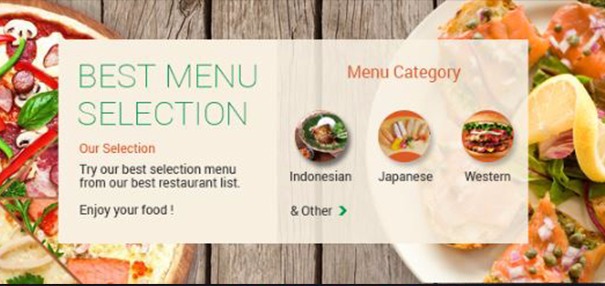 BEST MENU
SELECTION
Our Selection
Try our best selection menu
from our best restaurant list.
Enjoy your food !
Menu Category
Indonesian
Japanese
Western
& Other